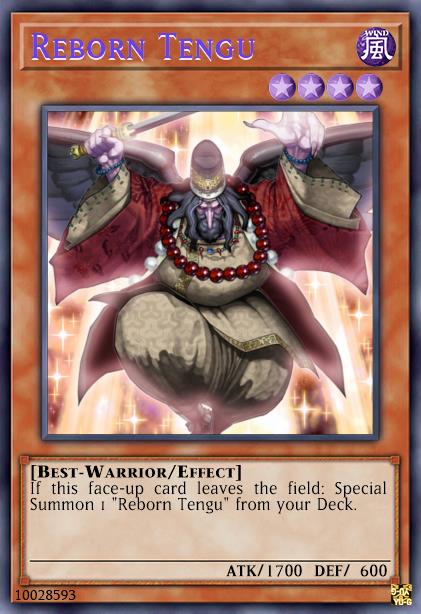 REBORN TENGU
WIND
風
[BEST-WARRIOR/EFFECT]
If this face-up card leaves the field: Special
Summon 1 "Reborn Tengu" from your Deck.
ATK/1700 DEF/ 600
10028593